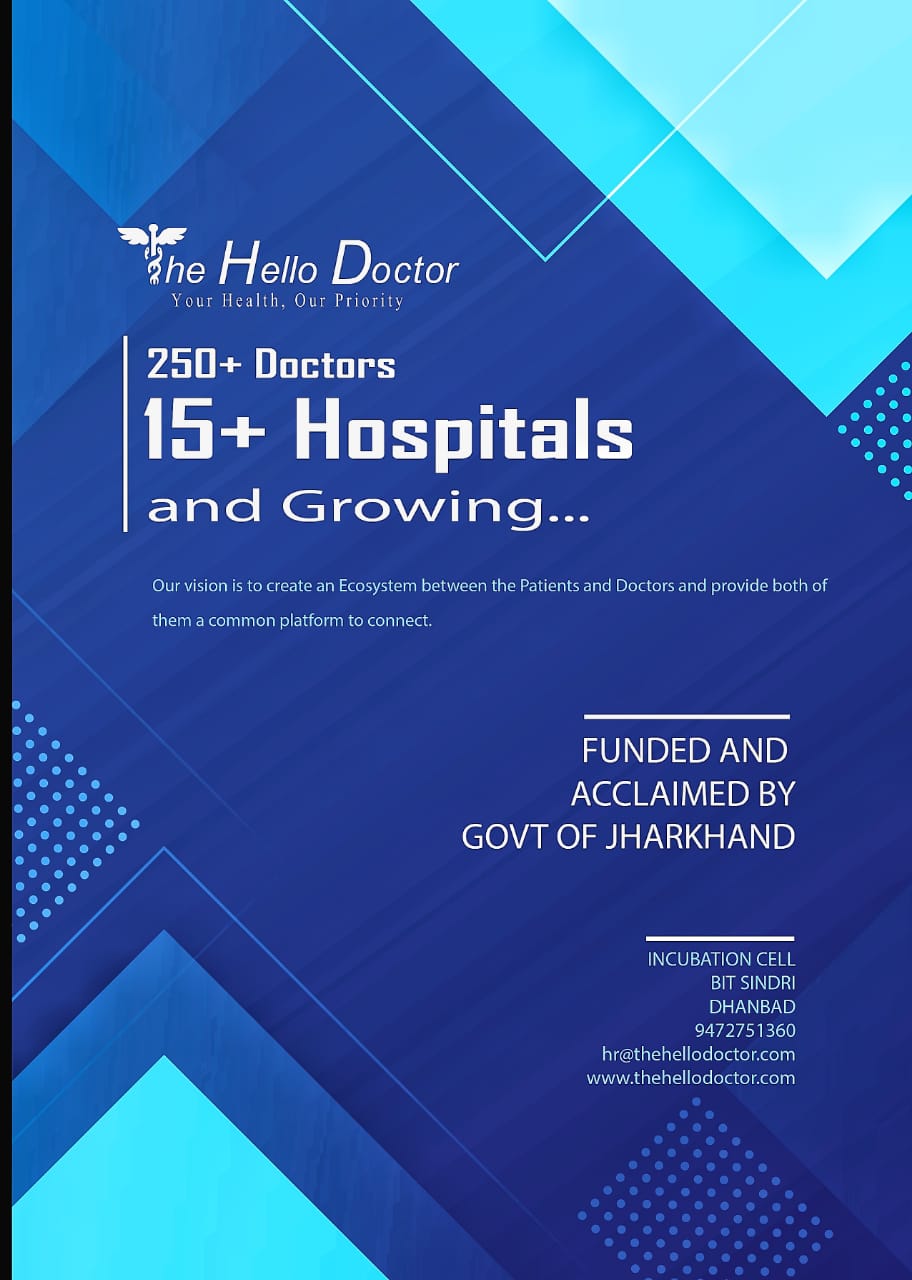 The Hello Doctor
Your Health, Our Priority
250+ Doctors
15+ Hospitals
and Growing...
Our vision is to create an Ecosystem between the Patients and Doctors and provide both of
them a common platform to connect.
FUNDED AND
ACCLAIMED BY
GOVT OF JHARKHAND
INCUBATION CELL
BIT SINDRI
DHANBAD
9472751360
hr@thehellodoctor.com
www.thehellodoctor.com